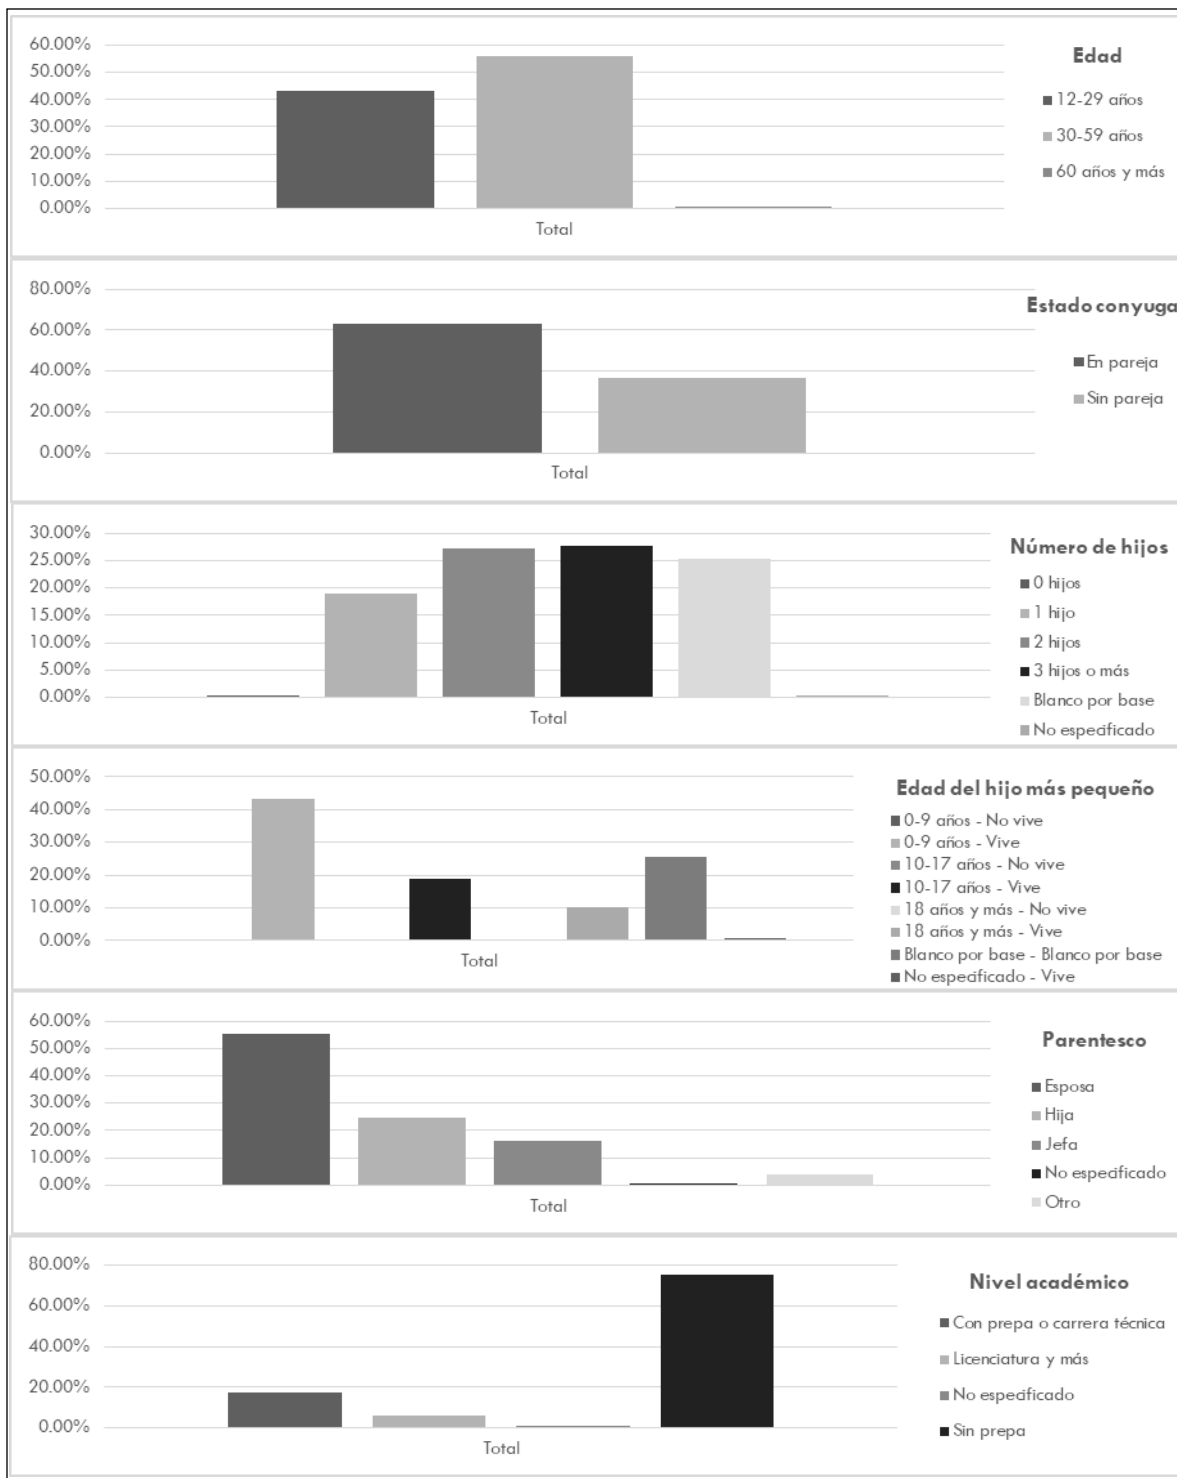 60.00%
50.00%
40.00%
30.00%
20.00%
10.00%
0.00%
Total
Edad
12-29 años
30-59 años
60 años y más
80.00%
60.00%
40.00%
20.00%
0.00%
Total
Estado conyuga
En pareja
Sin pareja
30.00%
25.00%
20.00%
15.00%
10.00%
5.00%
0.00%
Total
Número de hijos
0 hijos
1 hijo
2 hijos
3 hijos o más
Blanco por base
No especificado
50.00%
40.00%
30.00%
20.00%
10.00%
0.00%
Total
Edad del hijo más pequeño
0-9 años - No vive
0-9 años - Vive
10-17 años - No vive
10-17 años - Vive
18 años y más - No vive
18 años y más - Vive
Blanco por base - Blanco por base
No especificado - Vive
60.00%
50.00%
40.00%
30.00%
20.00%
10.00%
0.00%
Total
Parentesco
Esposa
Hija
Jefa
No especificado
Otro
80.00%
60.00%
40.00%
20.00%
0.00%
Total
Nivel académico
Con prepa o carrera técnica
Licenciatura y más
No especificado
Sin prepa